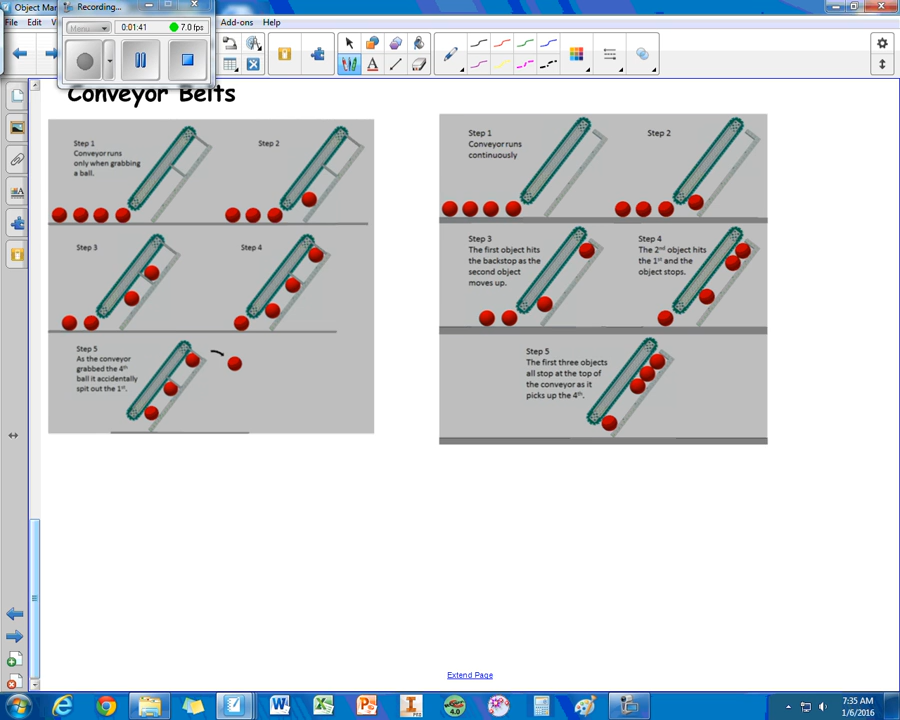 Object Mar
Recording...
File Edit V
Add-ons Help
Menu
0:01:41
7.0 fps
Conveyor Belts
Step 1
Conveyor runs
only when grabbing
a ball.
Step 2
Step 3
Step 4
Step 5
As the conveyor
grabbed the 4th
ball it accidentally
spit out the 1st.
Step 1
Conveyor runs
continuously
Step 2
Step 3
The first object hits
the backstop as the
second object
moves up.
Step 4
The 2nd object hits
the 1st and the
object stops.
Step 5
The first three objects
all stop at the top of
the conveyor as it
picks up the 4th.
Extend Page
7:35 AM
1/6/2016